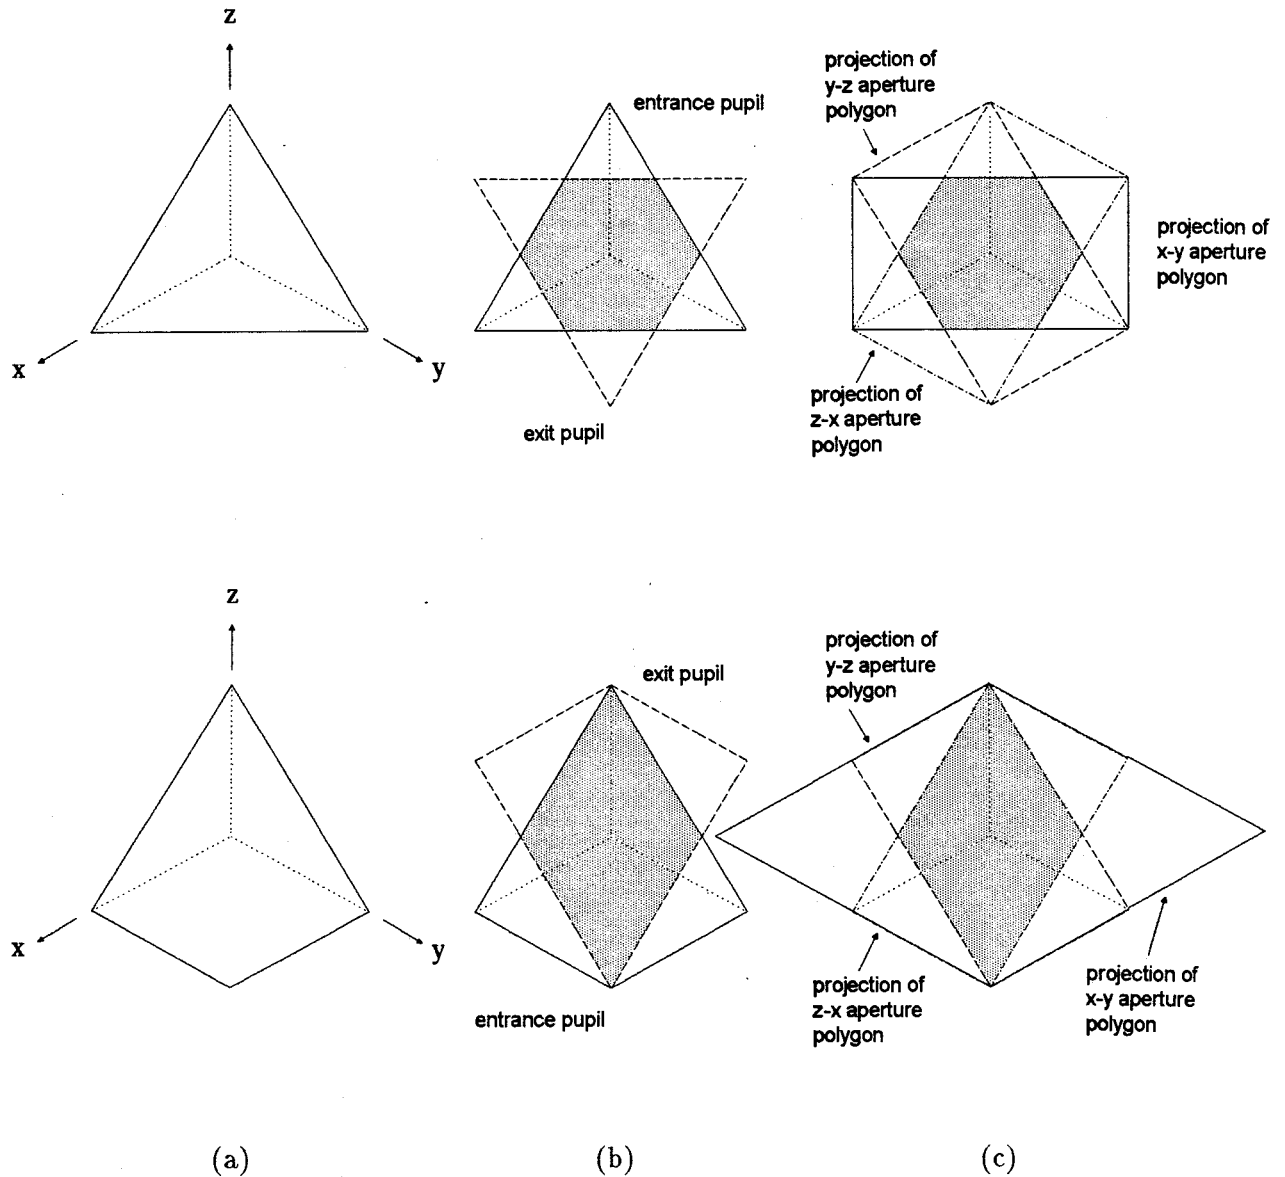 z
x
y
entrance pupil
exit pupil
projection of
y-z aperture
polygon
projection of
x-y aperture
polygon
projection of
z-x aperture
polygon
z
x
y
exit pupil
entrance pupil
projection of
y-z aperture
polygon
projection of
z-x aperture
polygon
projection of
x-y aperture
polygon
(a)
(b)
(c)